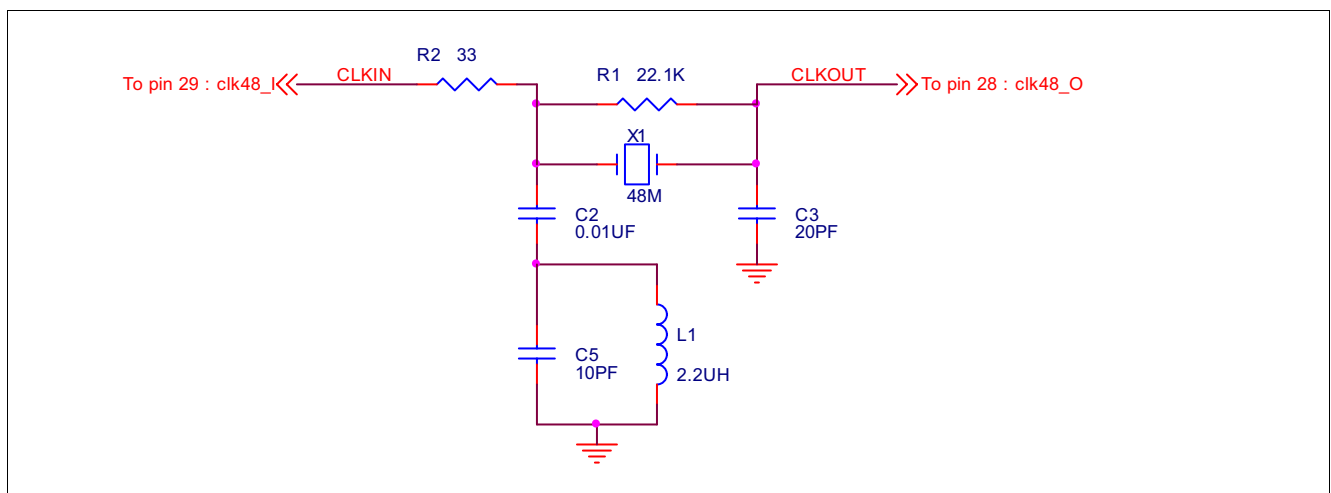 R2 33
To pin 29 : clk48_I
CLKIN
R1 22.1K
CLKOUT
To pin 28 : clk48_O
X1
48M
C2
0.01UF
C3
20PF
L1
2.2UH
C5
10PF